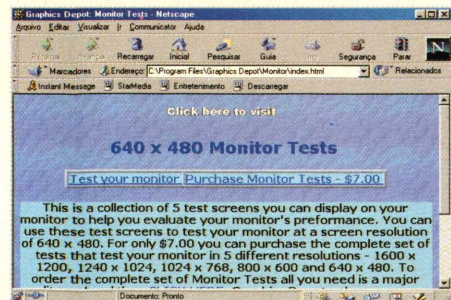 Graphics Depot: Monitor Tests - Netscape
Arquivo Editar Visualizar Ir Communicator Ajuda
Recarregar Inicial Pesquisar Guia Segurança Parar N
Marcadores Endereço: C:\Program Files\Graphics Depot\Monitor\index.html Relacionados
Instant Message StarMedia Entretenimento Descarregar
Click here to visit
640 x 480 Monitor Tests
Test your monitor Purchase Monitor Tests - $7.00
This is a collection of 5 test screens you can display on your
monitor to help you evaluate your monitor's preformance. You can
use these test screens to test your monitor at a screen resolution
of 640 x 480. For only $7.00 you can purchase the complete set of
tests that test your monitor in 5 different resolutions - 1600 x
1200, 1240 x 1024, 1024 x 768, 800 x 600 and 640 x 480. To
order the complete set of Monitor Tests all you need is a major
Documento: Pronto